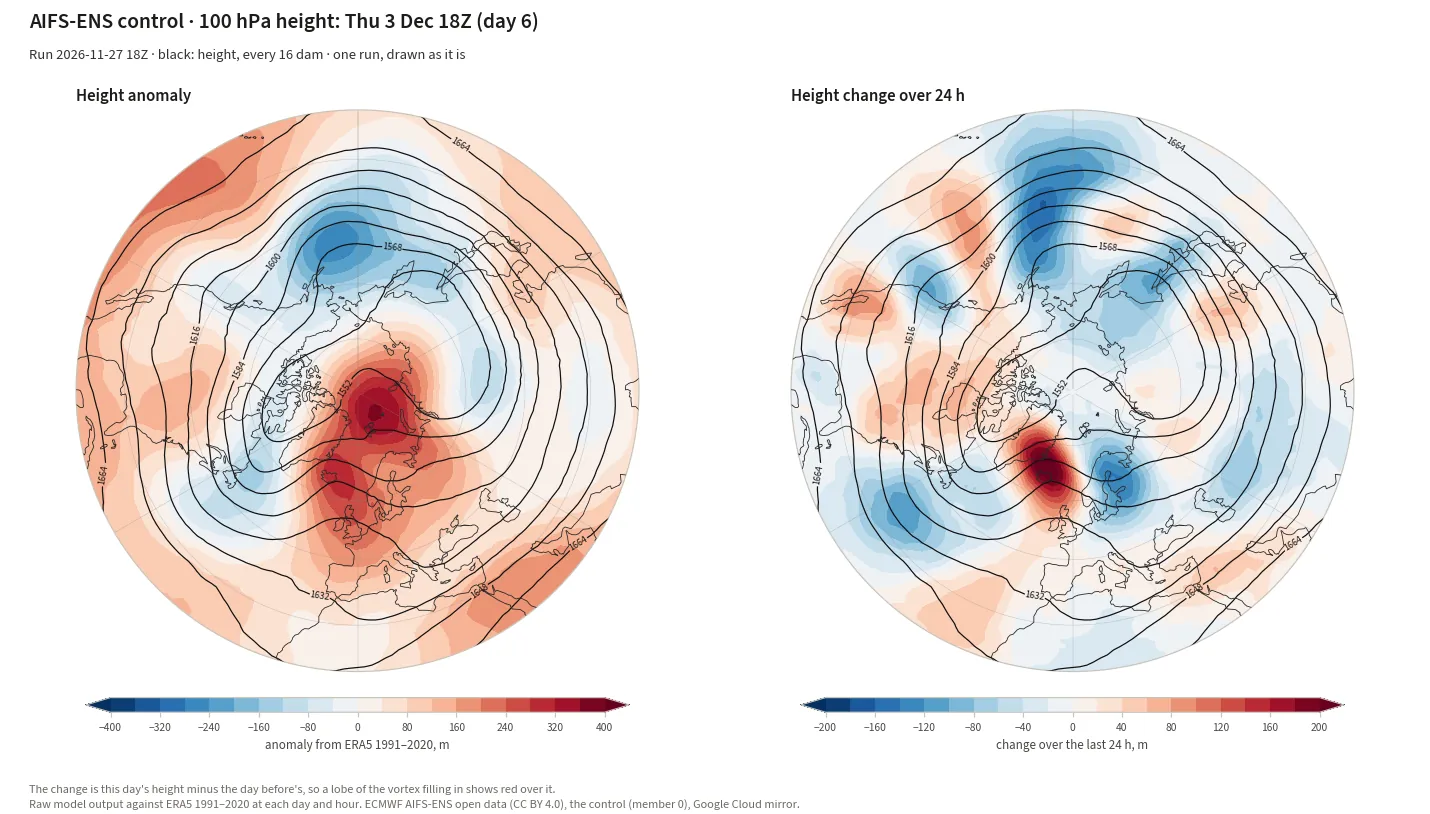 AIFS-ENS control · 100 hPa height: Thu 3 Dec 18Z (day 6)
Run 2026-11-27 18Z · black: height, every 16 dam · one run, drawn as it is
Height anomaly
Height change over 24 h
1664
1568
1600
1616
1584
1552
1664
1664
1648
1632
1664
1568
1600
1616
1584
1552
1664
1664
1648
1632
−400 −320 −240 −160 −80 0 80 160 240 320 400
anomaly from ERA5 1991–2020, m
−200 −160 −120 −80 −40 0 40 80 120 160 200
change over the last 24 h, m
The change is this day's height minus the day before's, so a lobe of the vortex filling in shows red over it.
Raw model output against ERA5 1991–2020 at each day and hour. ECMWF AIFS-ENS open data (CC BY 4.0), the control (member 0), Google Cloud mirror.